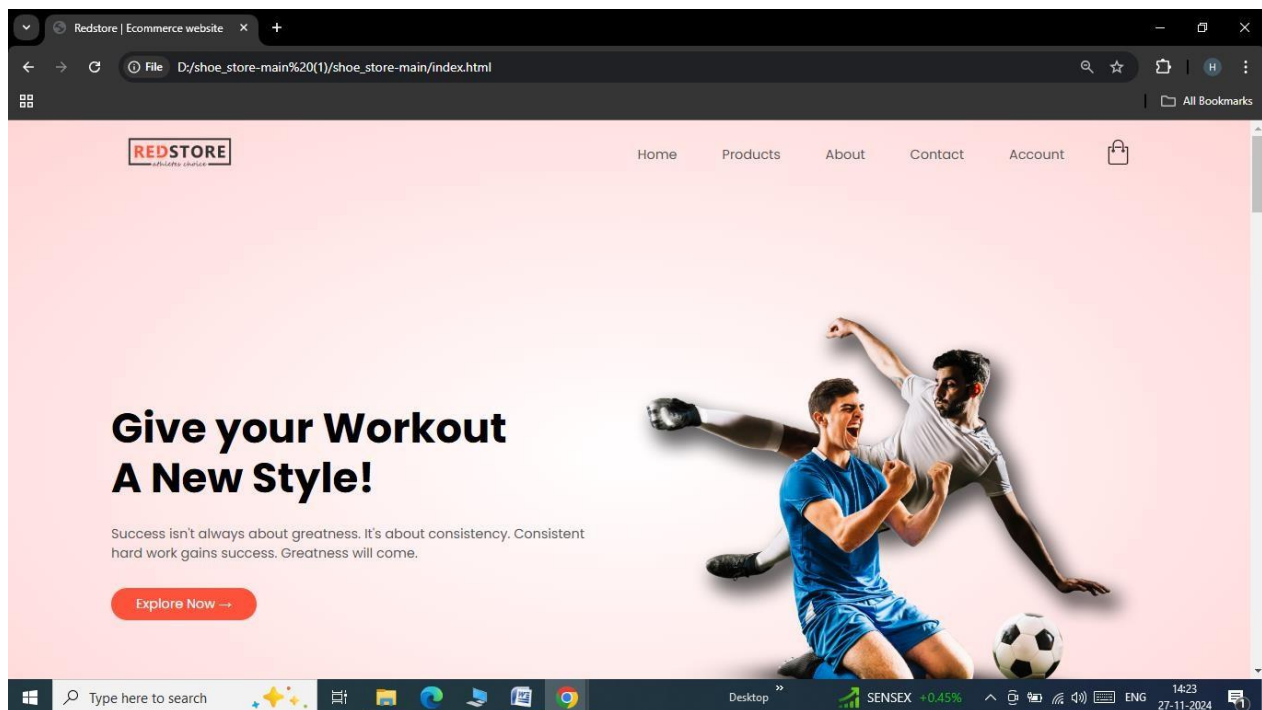 Redstore | Ecommerce website
File D:/shoe_store-main%20(1)/shoe_store-main/index.html
H
All Bookmarks
REDSTORE
athletes choice
Home Products About Contact Account
Give your Workout
A New Style!
Success isn't always about greatness. It's about consistency. Consistent
hard work gains success. Greatness will come.
Explore Now →
Type here to search
Desktop
SENSEX +0.45%
ENG
14:23
27-11-2024
1